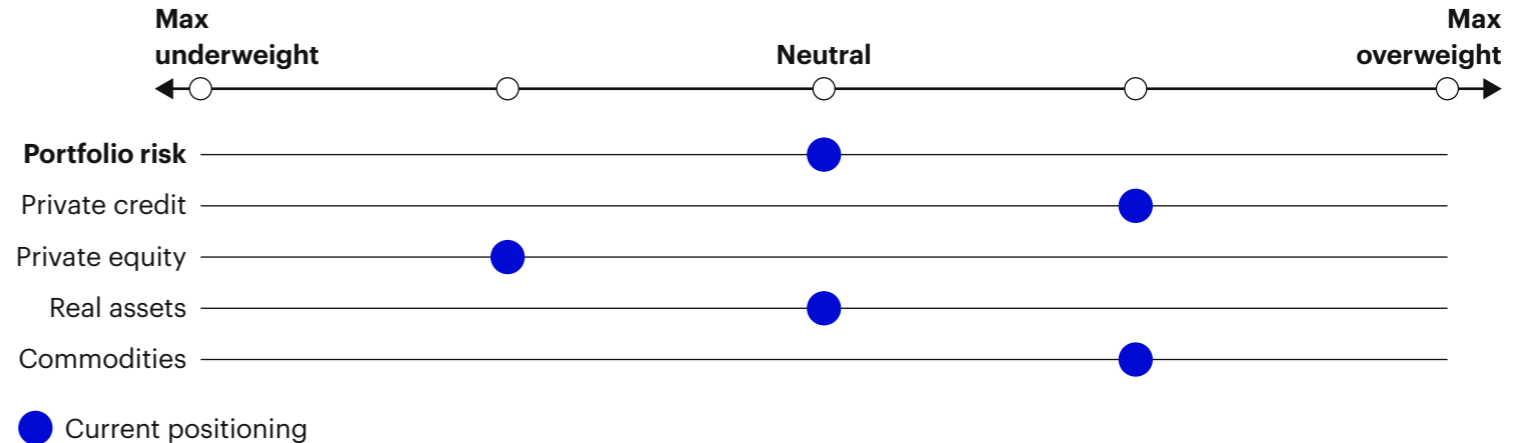 Max
underweight
Neutral
Max
overweight
Portfolio risk
Private credit
Private equity
Real assets
Commodities
Current positioning